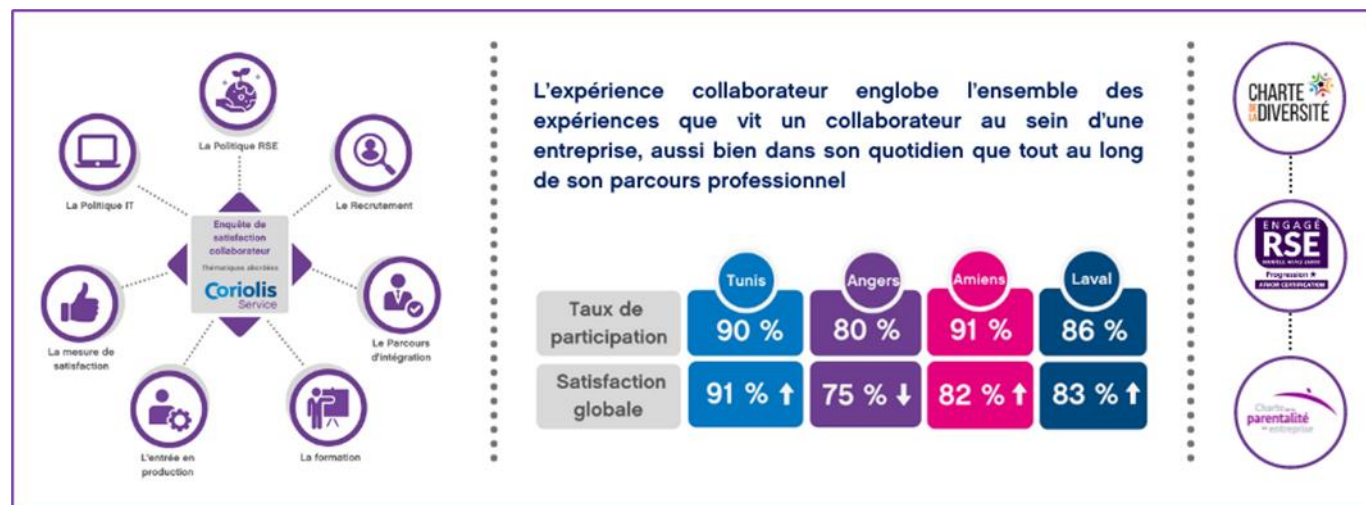 La Politique RSE
La Politique IT
Le Recrutement
Enquête de
satisfaction
collaborateur
Thématiques abordées
Coriolis
Service
La mesure de
satisfaction
Le Parcours
d'intégration
L'entrée en
production
La formation
L'expérience collaborateur englobe l'ensemble des
expériences que vit un collaborateur au sein d'une
entreprise, aussi bien dans son quotidien que tout au long
de son parcours professionnel
Tunis Angers Amiens Laval
Taux de
participation
90 % 80 % 91 % 86 %
Satisfaction
globale
91 % ↑ 75 % ↓ 82 % ↑ 83 % ↑
CHARTE
DE LA DIVERSITÉ
ENGAGÉ
RSE
Progression ★
AFNOR CERTIFICATION
Charte de la
parentalité
en entreprise